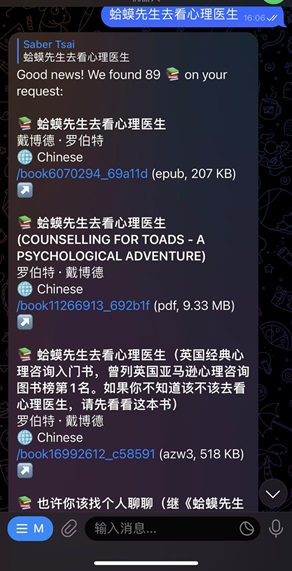 蛤蟆先生去看心理医生 16:06
Saber Tsai
蛤蟆先生去看心理医生
Good news! We found 89 📚 on your
request:
📚 蛤蟆先生去看心理医生
戴博德 · 罗伯特
🌐 Chinese
/book6070294_69a11d (epub, 207 KB)
↗️
📚 蛤蟆先生去看心理医生
(COUNSELLING FOR TOADS - A
PSYCHOLOGICAL ADVENTURE)
罗伯特 · 戴博德
🌐 Chinese
/book11266913_692b1f (pdf, 9.33 MB)
↗️
📚 蛤蟆先生去看心理医生（英国经典心
理咨询入门书，曾列英国亚马逊心理咨询
图书榜第1名。如果你不知道该不该去看
心理医生，请先看看这本书）
罗伯特 · 戴博德
🌐 Chinese
/book16992612_c58591 (azw3, 518 KB)
↗️
📚 也许你该找个人聊聊（继《蛤蟆先生
M
输入消息...